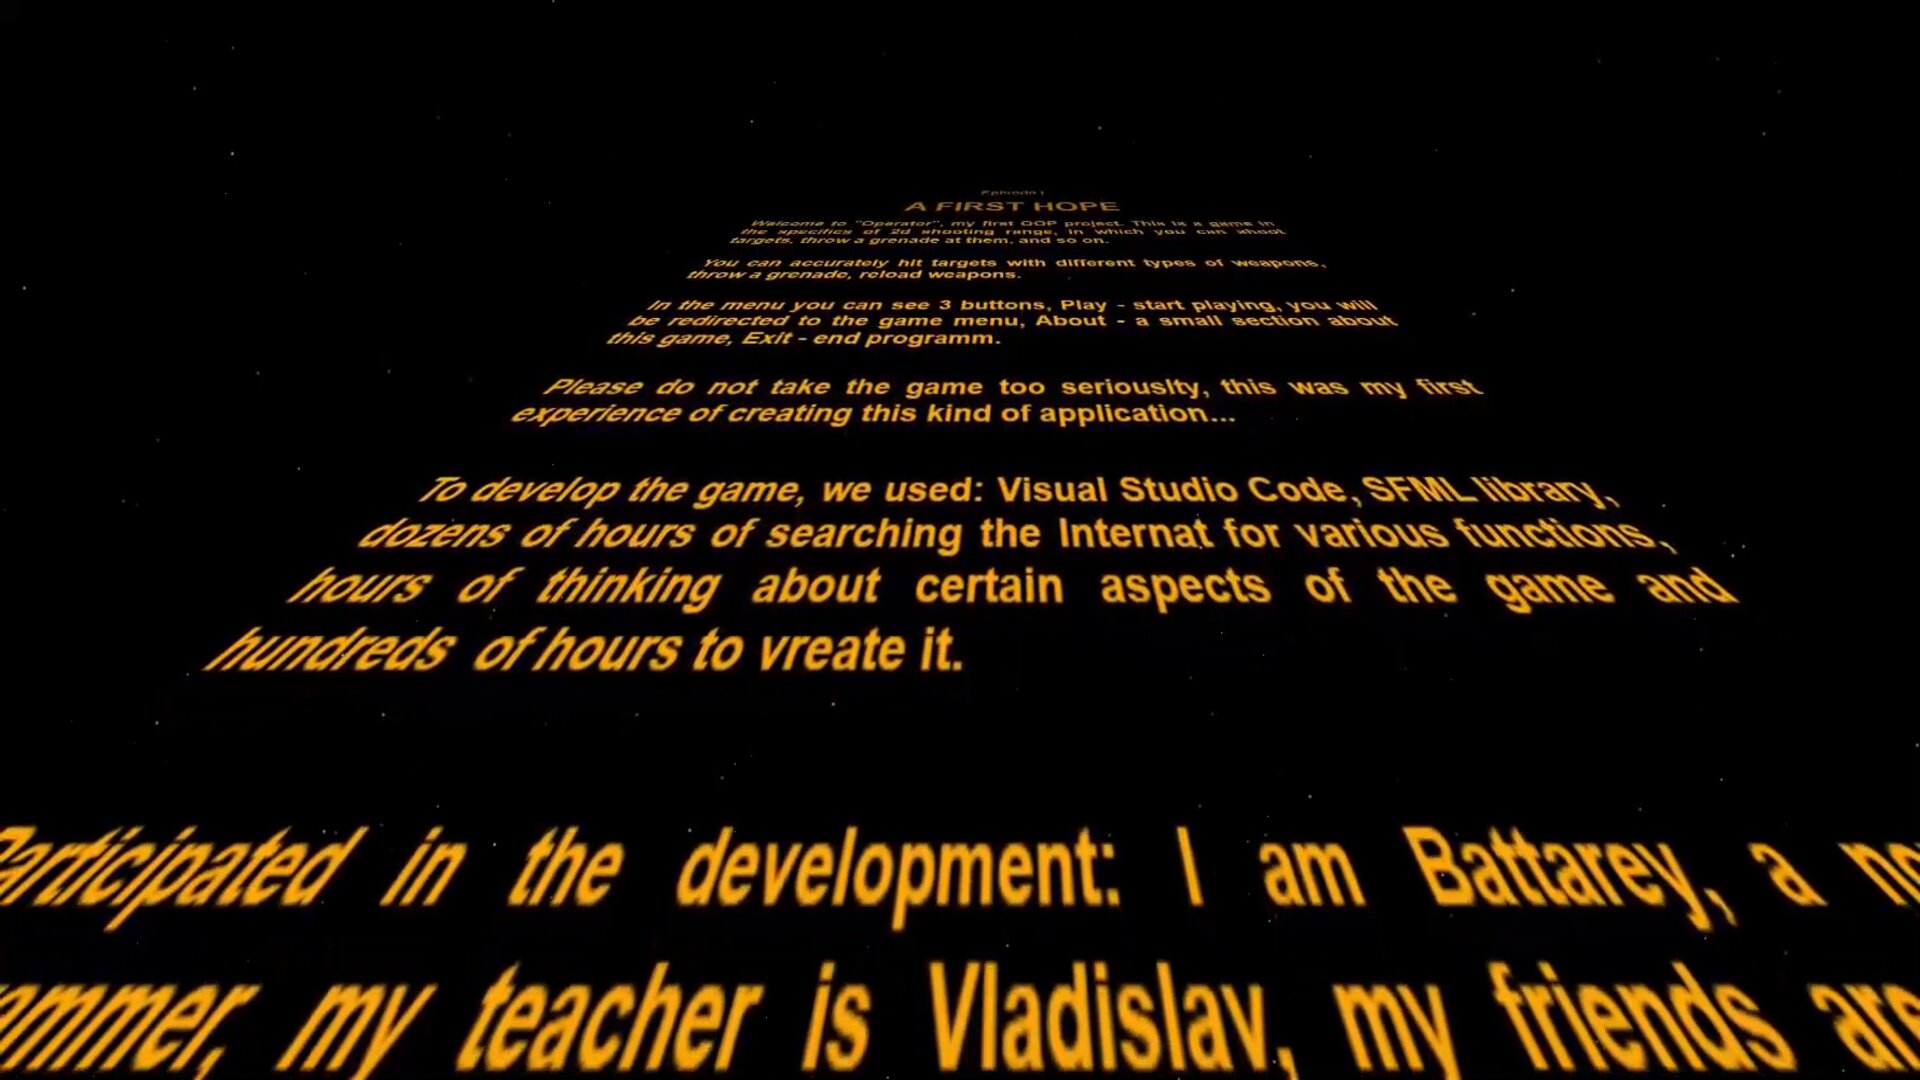 Episode I
A FIRST HOPE
Welcome to "Operator", my first OOP project. This is a game in
the specifics of 2d shooting range, in which you can shoot
targets, throw a grenade at them, and so on.
You can accurately hit targets with different types of weapons,
throw a grenade, reload weapons.
In the menu you can see 3 buttons, Play - start playing, you will
be redirected to the game menu, About - a small section about
this game, Exit - end programm.
Please do not take the game too seriouslty, this was my first
experience of creating this kind of application...
To develop the game, we used: Visual Studio Code, SFML library,
dozens of hours of searching the Internat for various functions,
hours of thinking about certain aspects of the game and
hundreds of hours to vreate it.
Participated in the development: I am Battarey, a
ammer, my teacher is Vladislav, my friends are